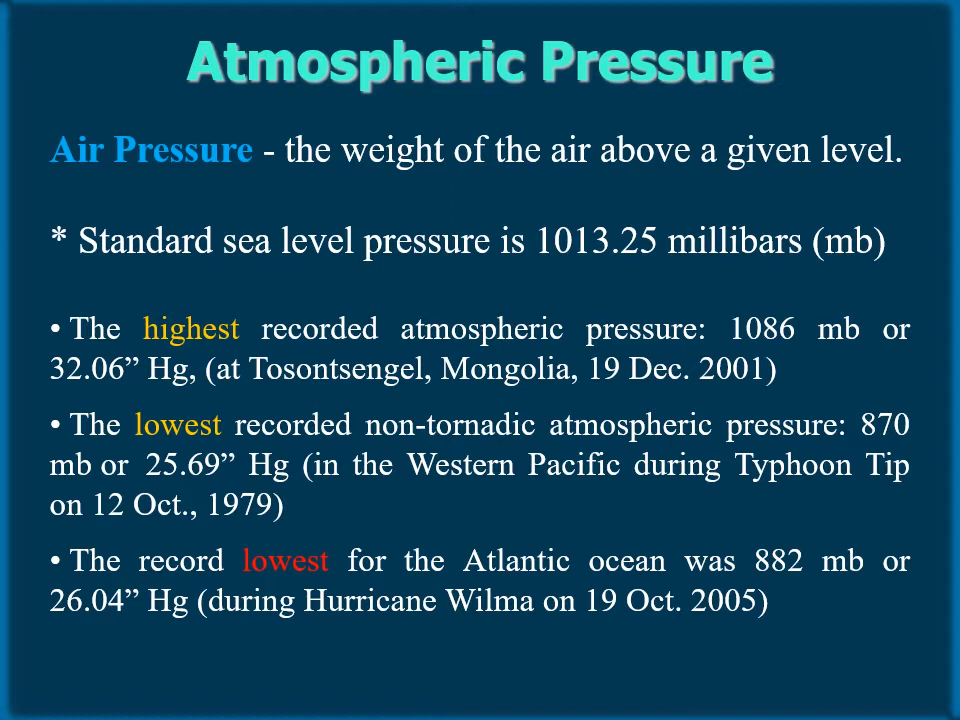 Atmospheric Pressure
Air Pressure - the weight of the air above a given level.
* Standard sea level pressure is 1013.25 millibars (mb)
• The highest recorded atmospheric pressure: 1086 mb or
32.06” Hg, (at Tosontsengel, Mongolia, 19 Dec. 2001)
• The lowest recorded non-tornadic atmospheric pressure: 870
mb or 25.69” Hg (in the Western Pacific during Typhoon Tip
on 12 Oct., 1979)
• The record lowest for the Atlantic ocean was 882 mb or
26.04” Hg (during Hurricane Wilma on 19 Oct. 2005)